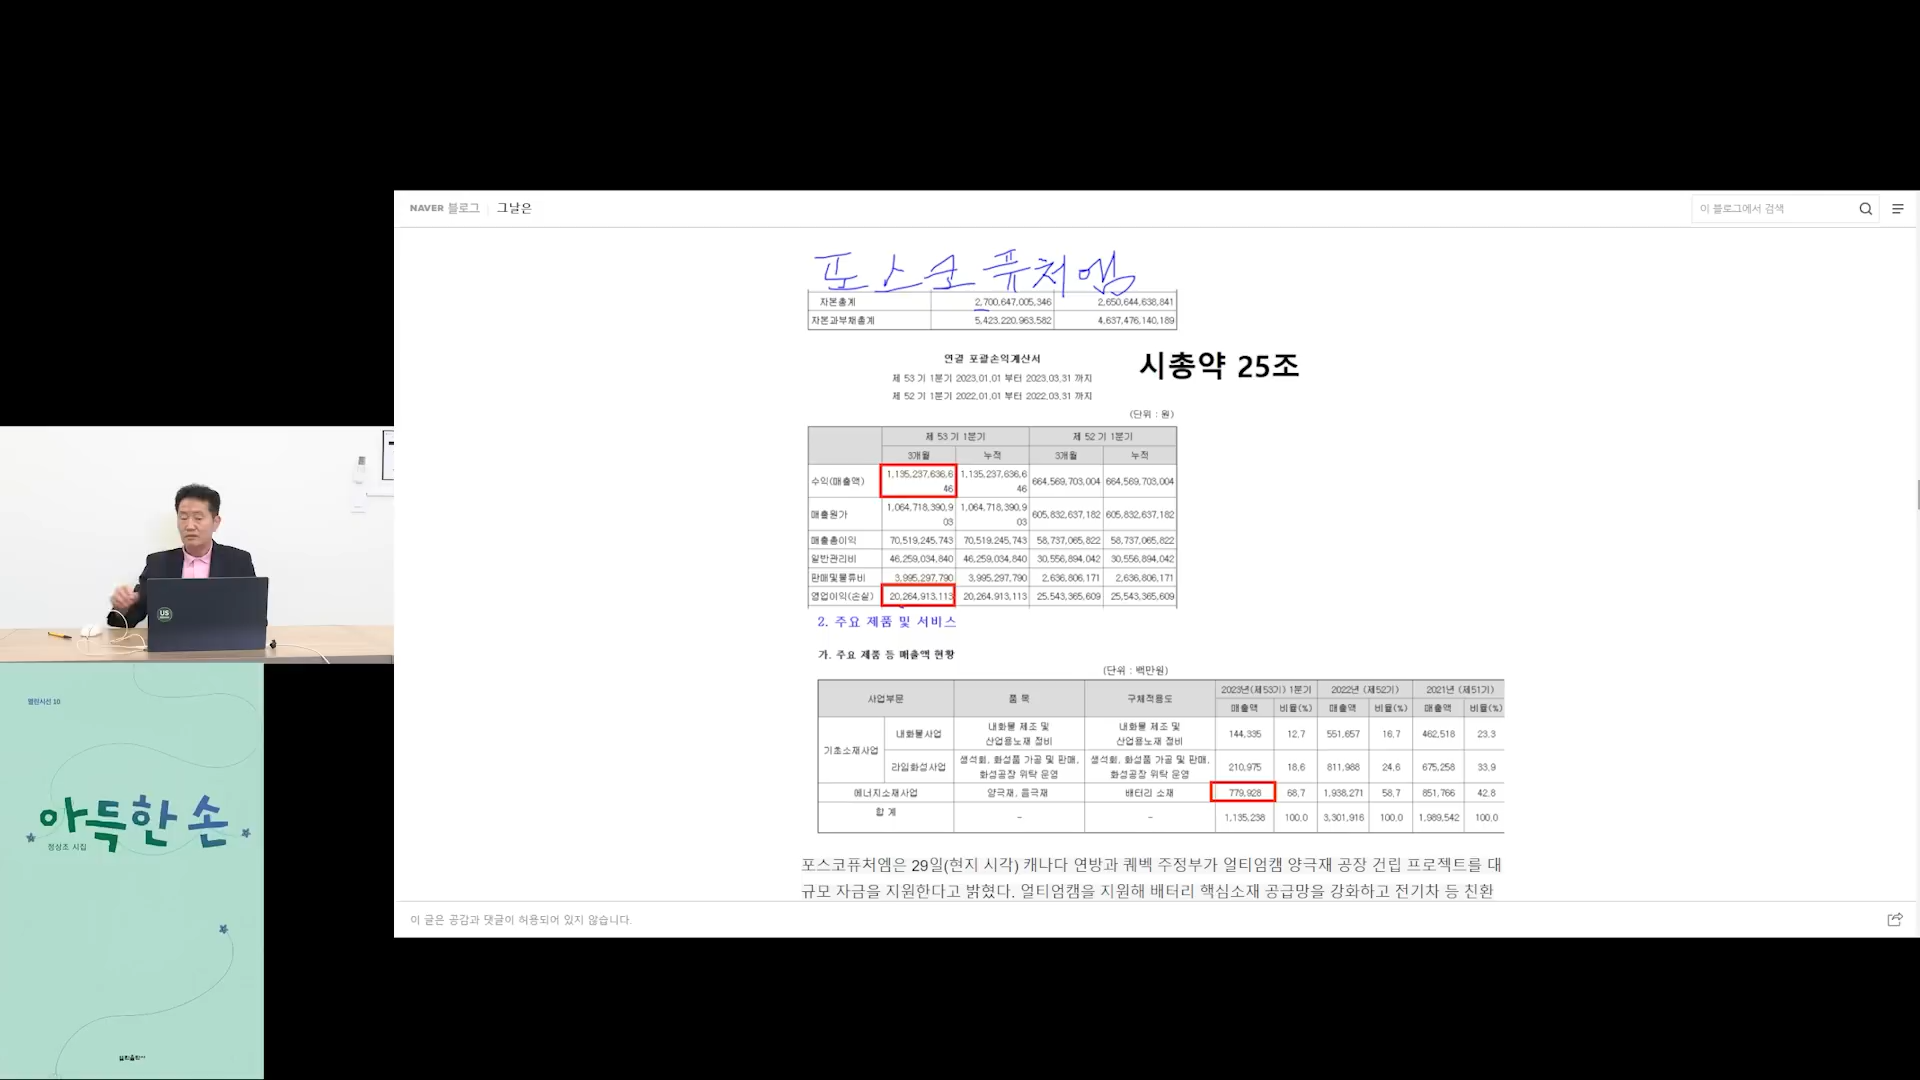 NAVER 블로그 | 그날은
이 블로그에서 검색
포스코퓨처엠
자본총계 2,700,647,005,346 2,650,644,638,841
자본과부채총계 5,423,220,963,582 4,637,476,140,189
연결 포괄손익계산서
시총약 25조
제 53 기 1분기 2023.01.01 부터 2023.03.31 까지
제 52 기 1분기 2022.01.01 부터 2022.03.31 까지
(단위 : 원)
제 53 기 1분기 제 52 기 1분기
3개월 누적 3개월 누적
수익(매출액) 1,135,237,636,646 1,135,237,636,646 664,569,703,004 664,569,703,004
매출원가 1,064,718,390,903 1,064,718,390,903 605,832,637,182 605,832,637,182
매출총이익 70,519,245,743 70,519,245,743 58,737,065,822 58,737,065,822
일반관리비 46,259,034,840 46,259,034,840 30,556,894,042 30,556,894,042
판매및물류비 3,995,297,790 3,995,297,790 2,636,806,171 2,636,806,171
영업이익(손실) 20,264,913,113 20,264,913,113 25,543,365,609 25,543,365,609
2. 주요 제품 및 서비스
가. 주요 제품 등 매출액 현황
(단위 : 백만원)
사업부문 품 목 구체적용도 2023년(제53기) 1분기 2022년 (제52기) 2021년 (제51기)
매출액 비율(%) 매출액 비율(%) 매출액 비율(%)
기초소재사업 내화물사업 내화물 제조 및 산업용노재 정비 내화물 제조 및 산업용노재 정비 144,335 12.7 551,657 16.7 462,518 23.3
라임화성사업 생석회, 화성품 가공 및 판매, 화성공장 위탁 운영 생석회, 화성품 가공 및 판매, 화성공장 위탁 운영 210,975 18.6 811,988 24.6 675,258 33.9
에너지소재사업 양극재, 음극재 배터리 소재 779,928 68.7 1,938,271 58.7 851,766 42.8
합 계 - - 1,135,238 100.0 3,301,916 100.0 1,989,542 100.0
포스코퓨처엠은 29일(현지 시각) 캐나다 연방과 퀘벡 주정부가 얼티엄캠 양극재 공장 건립 프로젝트를 대
규모 자금을 지원한다고 밝혔다. 얼티엄캠을 지원해 배터리 핵심소재 공급망을 강화하고 전기차 등 친환
이 글은 공감과 댓글이 허용되어 있지 않습니다.
US
열린시선 10
아득한 손
정상조 시집